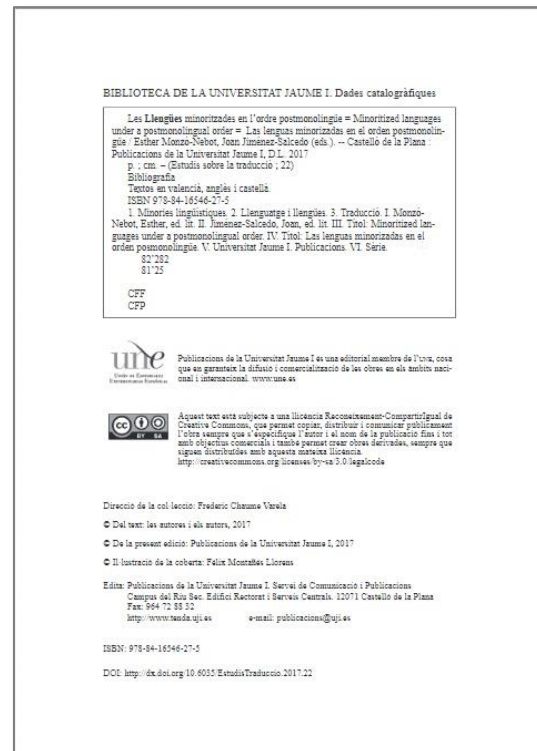 BIBLIOTECA DE LA UNIVERSITAT JAUME I. Dades catalogràfiques
Les Llengües minoritzades en l'ordre postmonolingüe = Minoritized languages
under a postmonolingual order = Las lenguas minorizadas en el orden postmonolin-
güe / Esther Monzó-Nebot, Joan Jiménez-Salcedo (eds.). -- Castelló de la Plana :
Publicacions de la Universitat Jaume I, D.L. 2017
p. ; cm. – (Estudis sobre la traducció ; 22)
Bibliografia
Textos en valencià, anglès i castellà.
ISBN 978-84-16546-27-5
1. Minories lingüístiques. 2. Llenguatge i llengües. 3. Traducció. I. Monzó-
Nebot, Esther, ed. lit. II. Jiménez-Salcedo, Joan, ed. lit. III. Títol: Minoritized lan-
guages under a postmonolingual order. IV. Títol: Las lenguas minorizadas en el
orden posmonolingüe. V. Universitat Jaume I. Publicacions. VI. Sèrie.
82'282
81'25
CFF
CFP
une
Unión de Editoriales
Universitarias Españolas
Publicacions de la Universitat Jaume I és una editorial membre de l'une, cosa
que en garanteix la difusió i comercialització de les obres en els àmbits naci-
onal i internacional. www.une.es
cc BY SA
Aquest text està subjecte a una llicència Reconeixement-CompartirIgual de
Creative Commons, que permet copiar, distribuir i comunicar públicament
l'obra sempre que s'especifique l'autor i el nom de la publicació fins i tot
amb objectius comercials i també permet crear obres derivades, sempre que
siguen distribuïdes amb aquesta mateixa llicència.
http://creativecommons.org/licenses/by-sa/3.0/legalcode
Direcció de la col·lecció: Frederic Chaume Varela
© Del text: les autores i els autors, 2017
© De la present edició: Publicacions de la Universitat Jaume I, 2017
© Il·lustració de la coberta: Fèlix Montañés Llorens
Edita: Publicacions de la Universitat Jaume I. Servei de Comunicació i Publicacions
Campus del Riu Sec. Edifici Rectorat i Serveis Centrals. 12071 Castelló de la Plana
Fax: 964 72 88 32
http://www.tenda.uji.es e-mail: publicacions@uji.es
ISBN: 978-84-16546-27-5
DOI: http://dx.doi.org/10.6035/EstudisTraduccio.2017.22